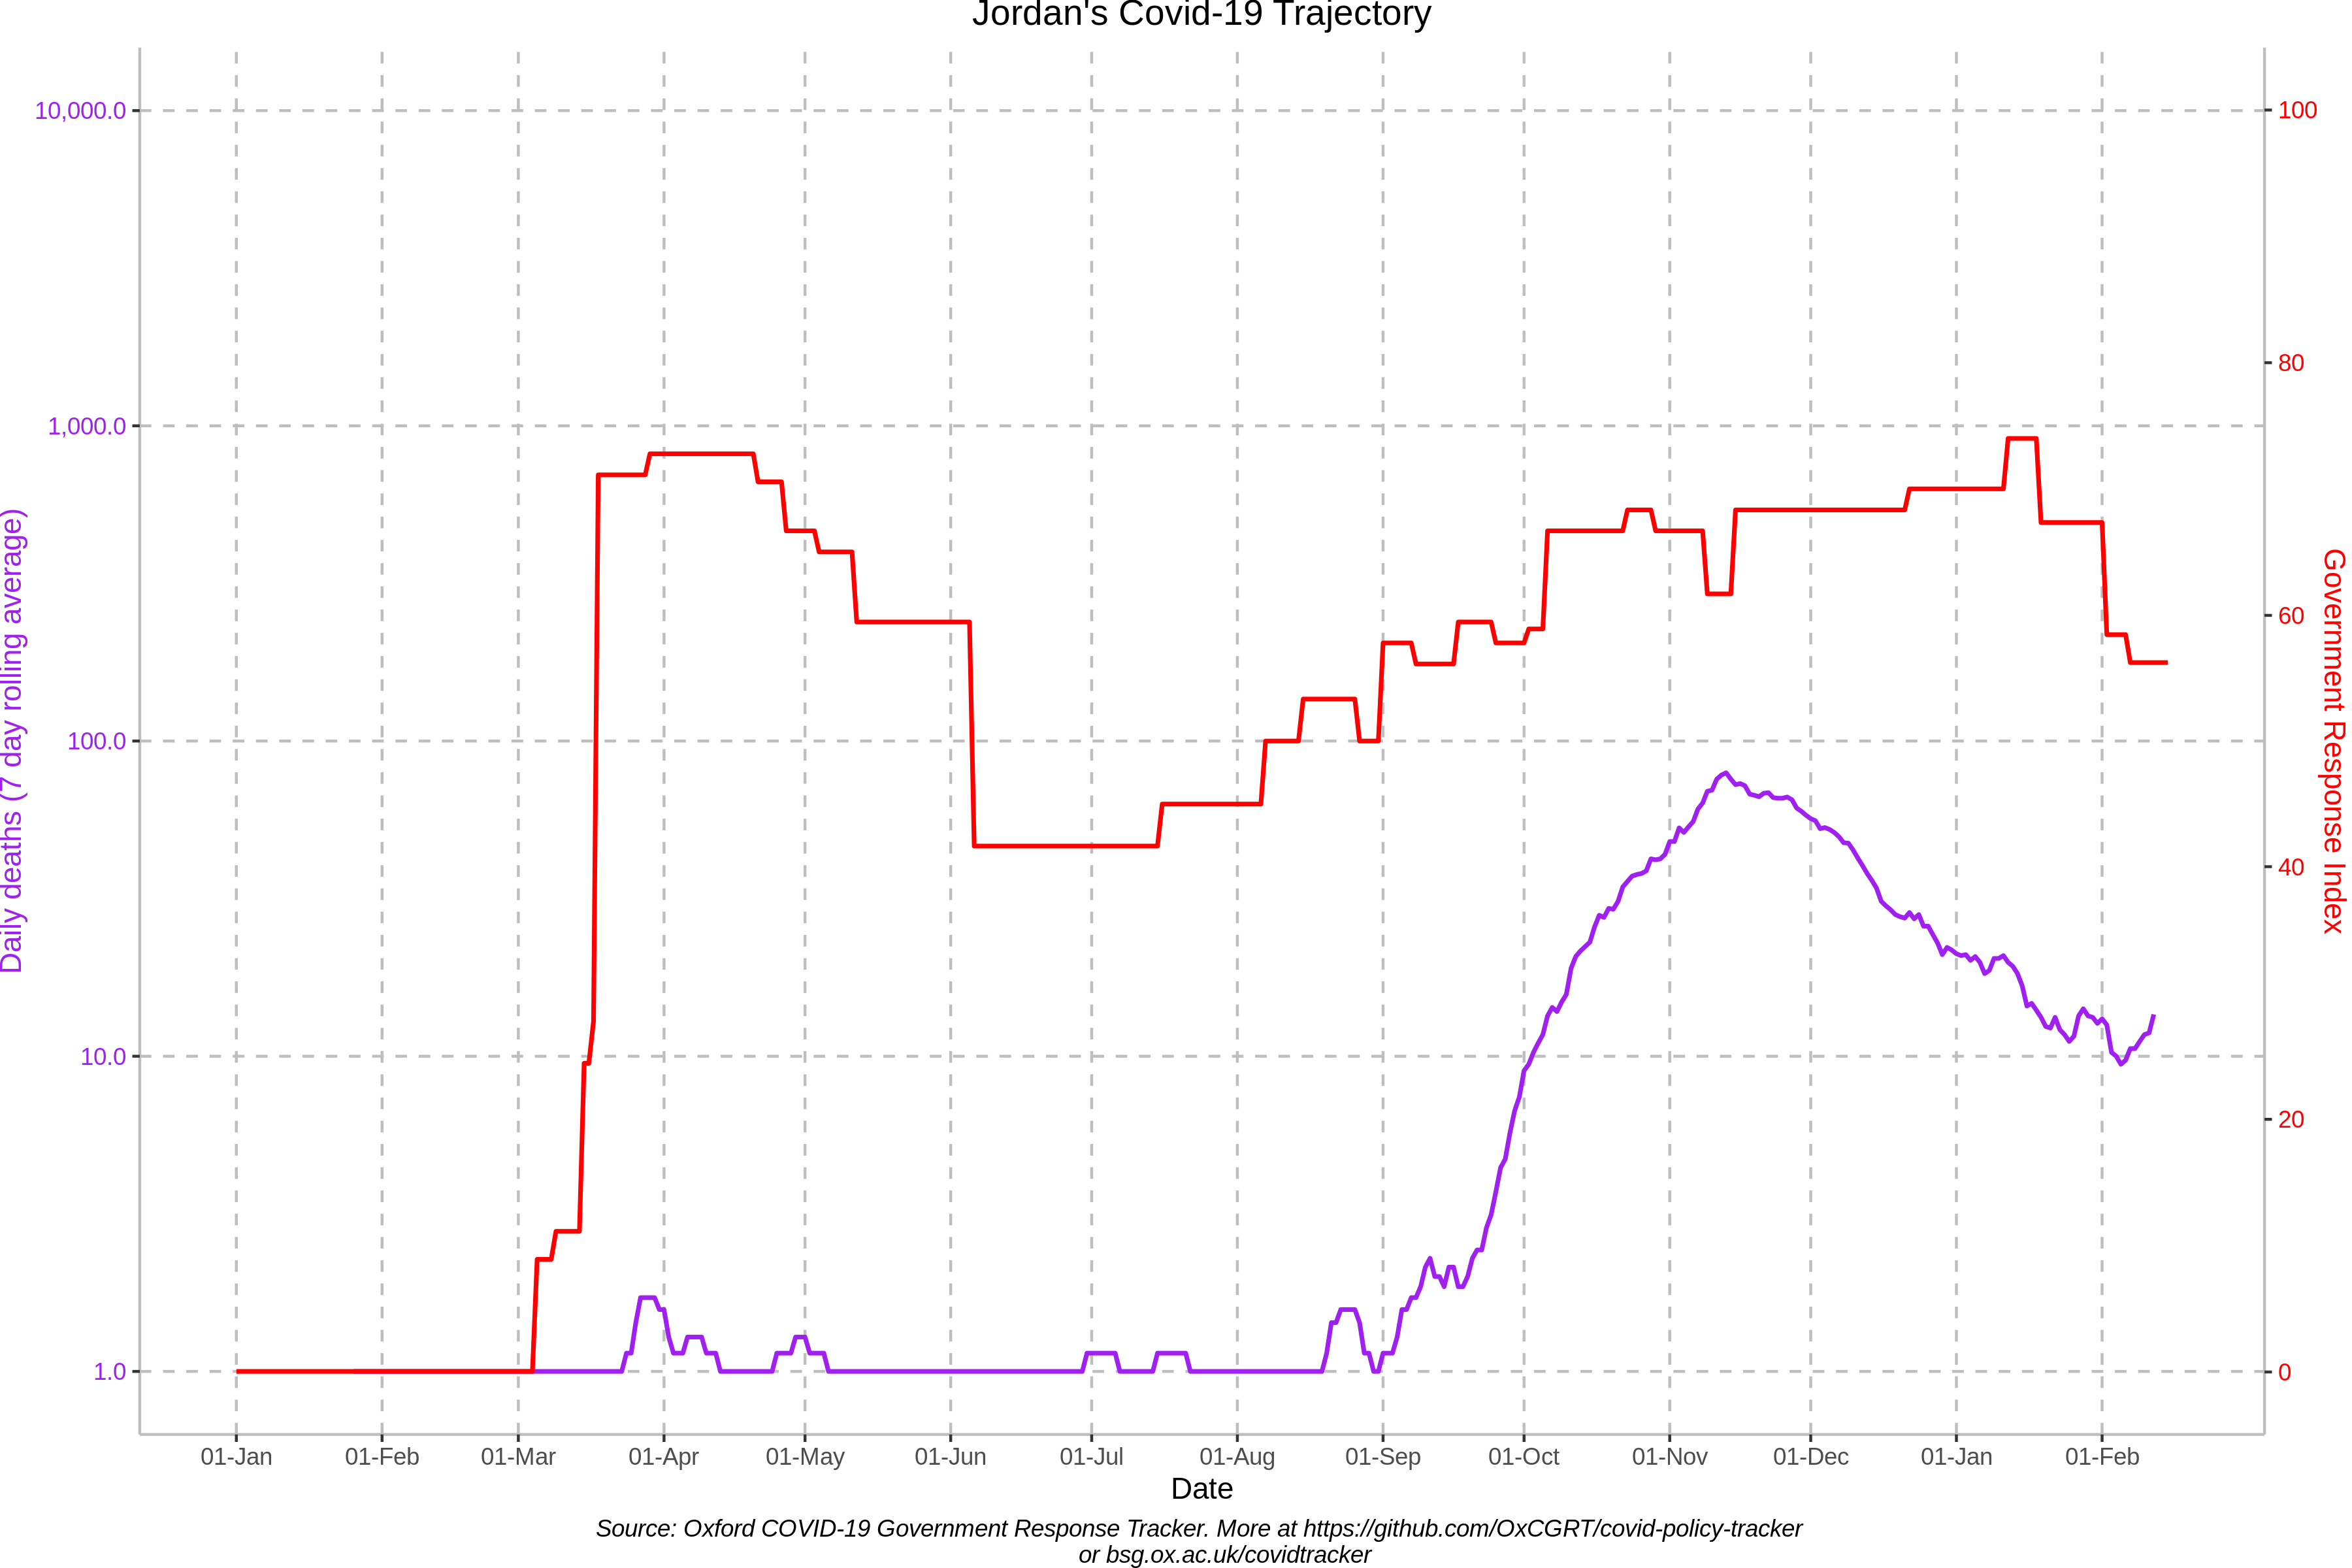 Jordan's Covid-19 Trajectory
Daily deaths (7 day rolling average)
10,000.0
1,000.0
100.0
10.0
1.0
100
80
60
40
20
0
Government Response Index
01-Jan 01-Feb 01-Mar 01-Apr 01-May 01-Jun 01-Jul 01-Aug 01-Sep 01-Oct 01-Nov 01-Dec 01-Jan 01-Feb
Date
Source: Oxford COVID-19 Government Response Tracker. More at https://github.com/OxCGRT/covid-policy-tracker
or bsg.ox.ac.uk/covidtracker